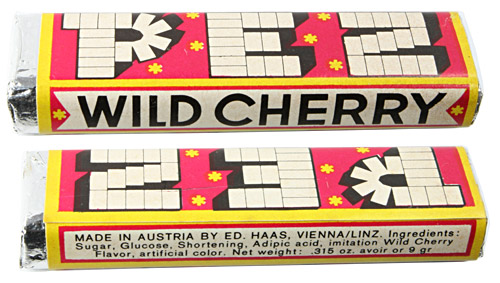 PEZ
WILD CHERRY
PEZ
MADE IN AUSTRIA BY ED. HAAS, VIENNA/LINZ. Ingredients:
Sugar, Glucose, Shortening, Adipic acid, imitation Wild Cherry
Flavor, artificial color. Net weight: .315 oz. avoir or 9 gr